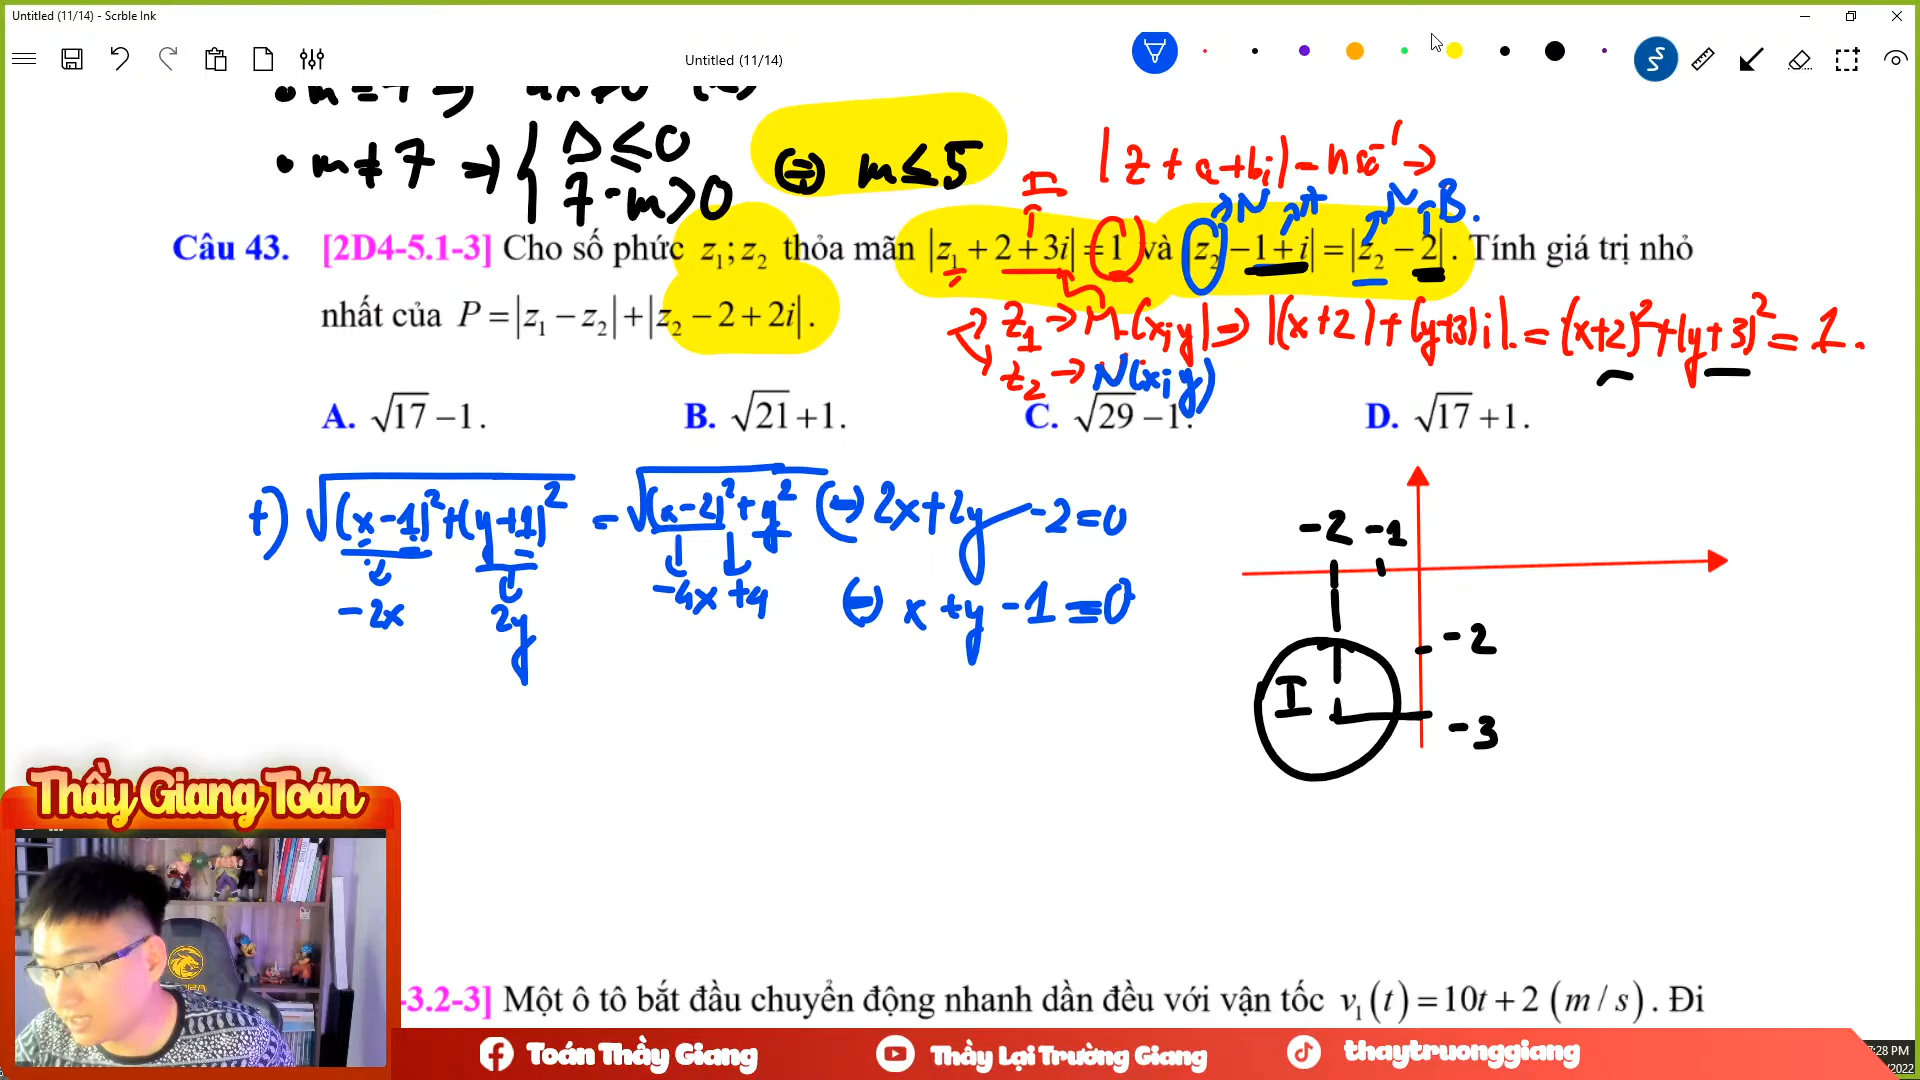 Untitled (11/14) - Scrble Ink
Untitled (11/14)
• m ≠ 7 ⇒ { Δ ≤ 0
7 - m > 0
⇔ m ≤ 5
|z + a + bi| = h số →
I
N A N B.
Câu 43. [2D4-5.1-3] Cho số phức z₁; z₂ thỏa mãn |z₁ + 2 + 3i| = 1 và |z₂ − 1 + i| = |z₂ − 2|. Tính giá trị nhỏ
nhất của P = |z₁ − z₂| + |z₂ − 2 + 2i|.
z₁ → M(x; y) ⇒ |(x+2) + (y+3)i| = (x+2)² + (y+3)² = 1.
z₂ → N(x; y)
A. √17 − 1. B. √21 + 1. C. √29 − 1. D. √17 + 1.
+) √(x-1)² + (y+1)² = √(x-2)² + y² ⇔ 2x + 2y - 2 = 0
-2x 2y -4x +4 ⇔ x + y - 1 = 0
-2 -1
-2
I
-3
Thầy Giang Toán
-3.2-3] Một ô tô bắt đầu chuyển động nhanh dần đều với vận tốc v₁(t) = 10t + 2 (m / s). Đi
Toán Thầy Giang Thầy Lại Trường Giang thaytruonggiang
7:28 PM
/2022